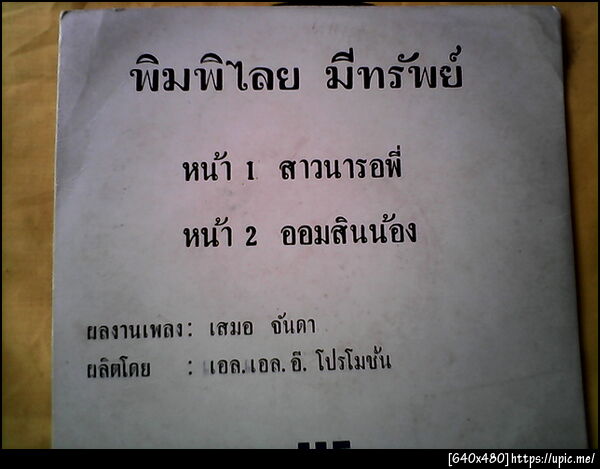 พิมพิไลย มีทรัพย์
หน้า 1 สาวนารอพี่
หน้า 2 ออมสินน้อง
ผลงานเพลง : เสมอ จันดา
ผลิตโดย : เอล.เอล.อี. โปรโมชั่น
[640x480]https://upic.me/